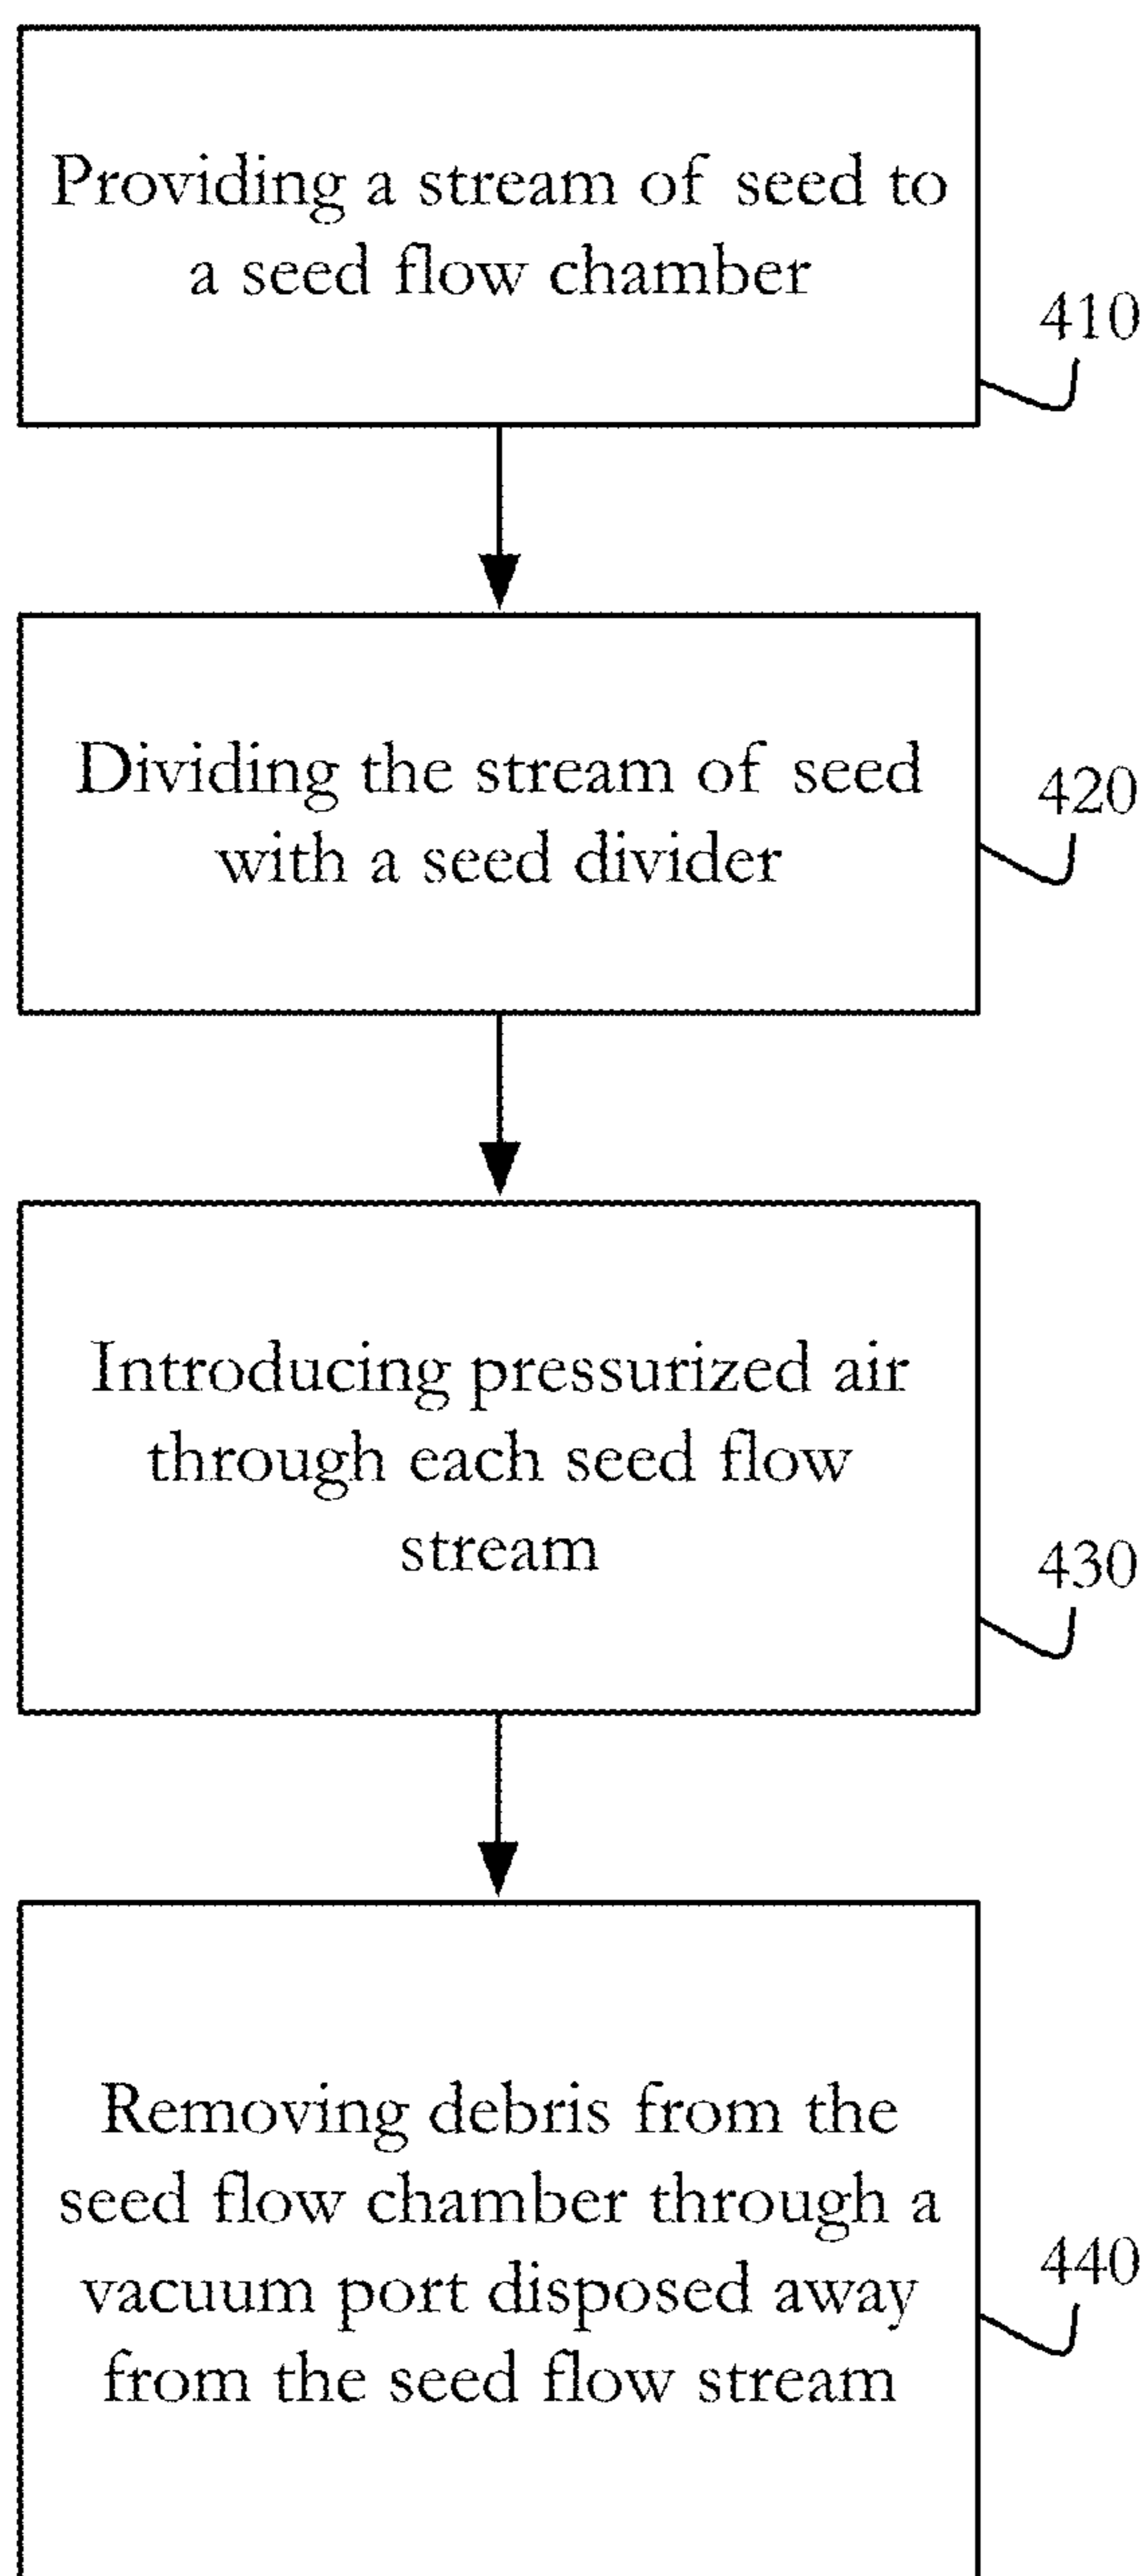 Providing a stream of seed to
a seed flow chamber
410
Dividing the stream of seed
with a seed divider
420
Introducing pressurized air
through each seed flow
stream
430
Removing debris from the
seed flow chamber through a
vacuum port disposed away
from the seed flow stream
440